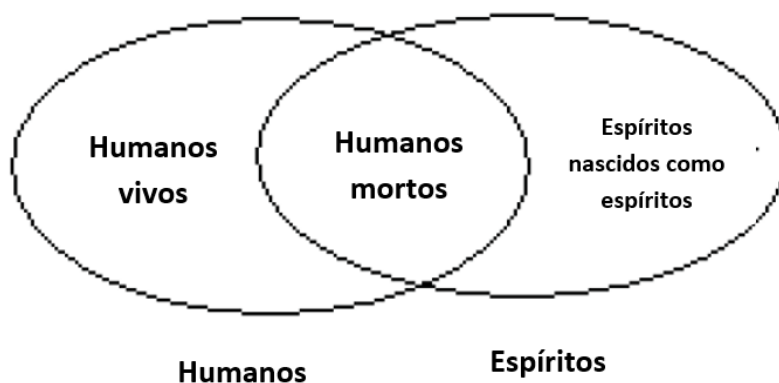 Humanos
vivos
Humanos
mortos
Espíritos
nascidos como
espíritos
Humanos
Espíritos